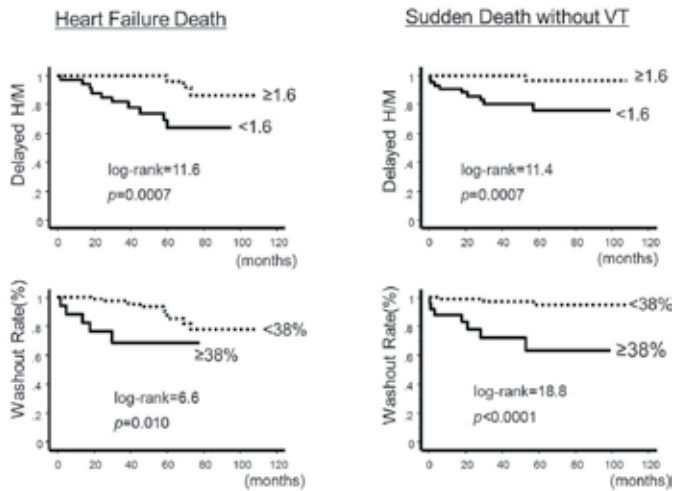 Heart Failure Death
Sudden Death without VT
Delayed H/M
1
.8
.6
.4
.2
0
≥1.6
<1.6
log-rank=11.6
p=0.0007
0 20 40 60 80 100 120
(months)
Delayed H/M
1
.8
.6
.4
.2
0
≥1.6
<1.6
log-rank=11.4
p=0.0007
0 20 40 60 80 100 120
(months)
Washout Rate(%)
1
.8
.6
.4
.2
0
<38%
≥38%
log-rank=6.6
p=0.010
0 20 40 60 80 100 120
(months)
Washout Rate(%)
1
.8
.6
.4
.2
0
<38%
≥38%
log-rank=18.8
p<0.0001
0 20 40 60 80 100 120
(months)